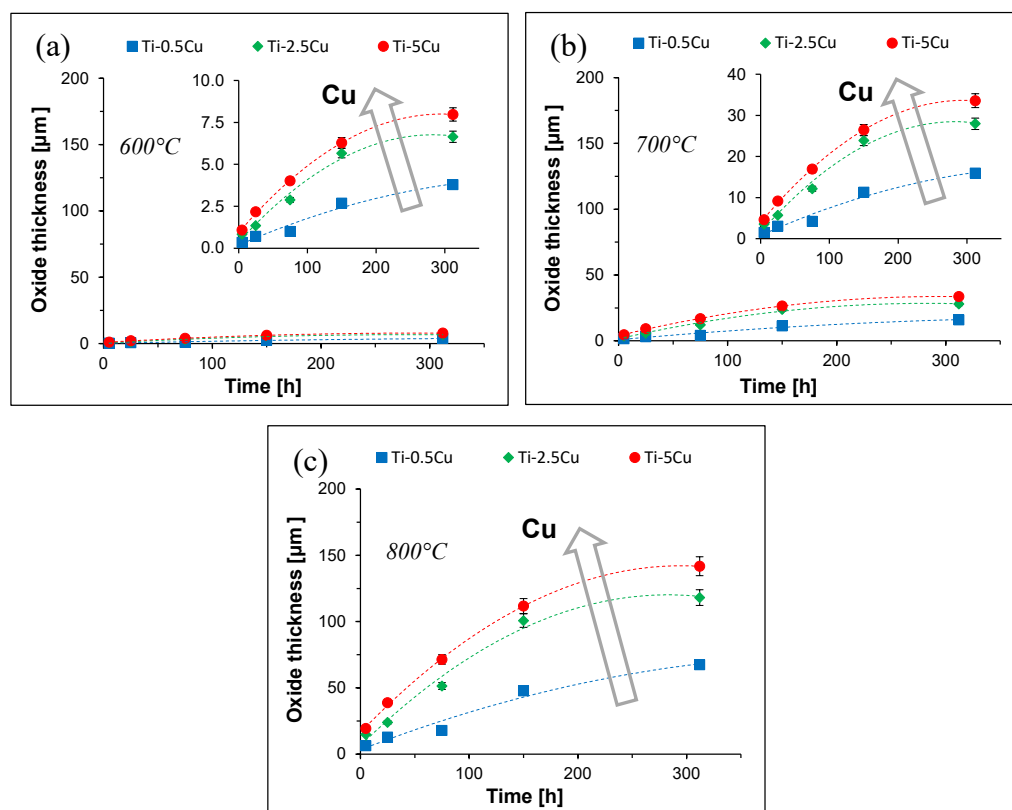 (a)
Ti-0.5Cu Ti-2.5Cu Ti-5Cu
Oxide thickness [µm]
200
150
100
50
0
600°C
10.0
7.5
5.0
2.5
0.0
Cu
0 100 200 300
0 100 200 300
Time [h]
(b)
Ti-0.5Cu Ti-2.5Cu Ti-5Cu
Oxide thickness [µm]
200
150
100
50
0
700°C
40
30
20
10
0
Cu
0 100 200 300
0 100 200 300
Time [h]
(c)
Ti-0.5Cu Ti-2.5Cu Ti-5Cu
Oxide thickness [µm]
200
150
100
50
0
800°C
Cu
0 100 200 300
Time [h]